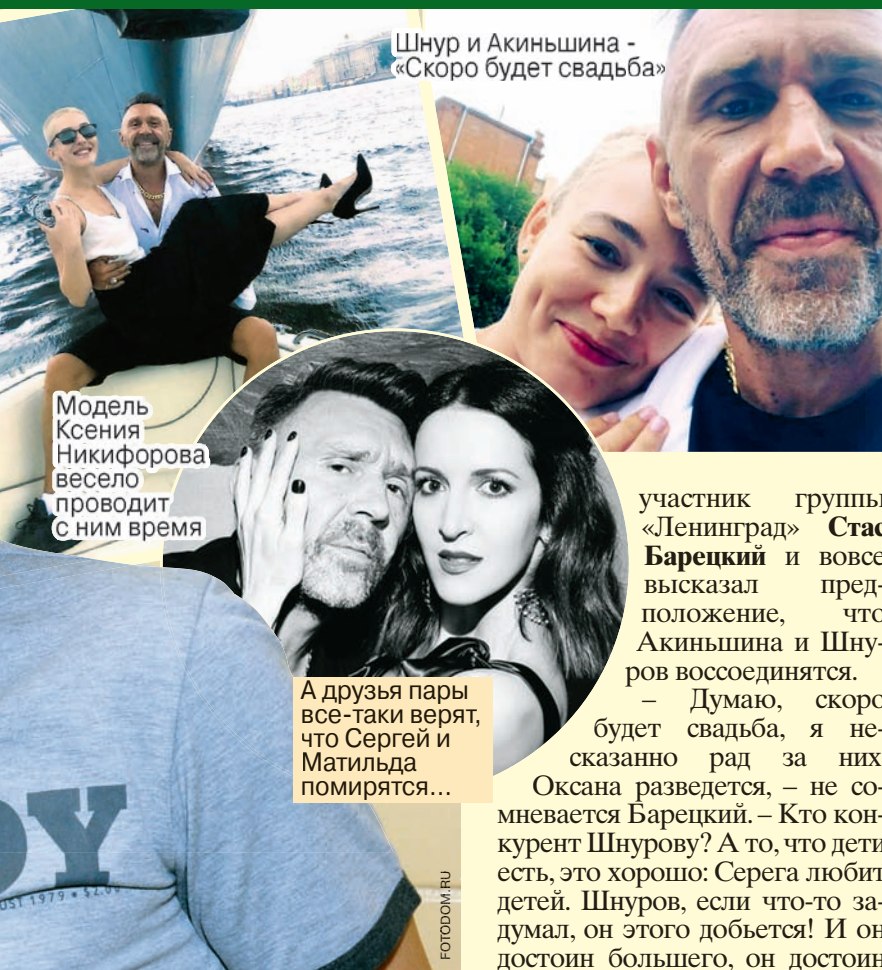 Шнур и Акиньшина -
«Скоро будет свадьба»
Модель
Ксения
Никифорова
весело
проводит
с ним время
А друзья пары
все-таки верят,
что Сергей и
Матильда
помирятся...
участник группы
«Ленинград» Стас
Барецкий и вовсе
высказал пред-
положение, что
Акиньшина и Шну-
ров воссоединятся.
– Думаю, скоро
будет свадьба, я не-
сказанно рад за них.
Оксана разведется, – не со-
мневается Барецкий. – Кто кон-
курент Шнурову? А то, что дети
есть, это хорошо: Серега любит
детей. Шнуров, если что-то за-
думал, он этого добьется! И он
достоин большего, он достоин
OY
1979 •
FOTODOM.RU